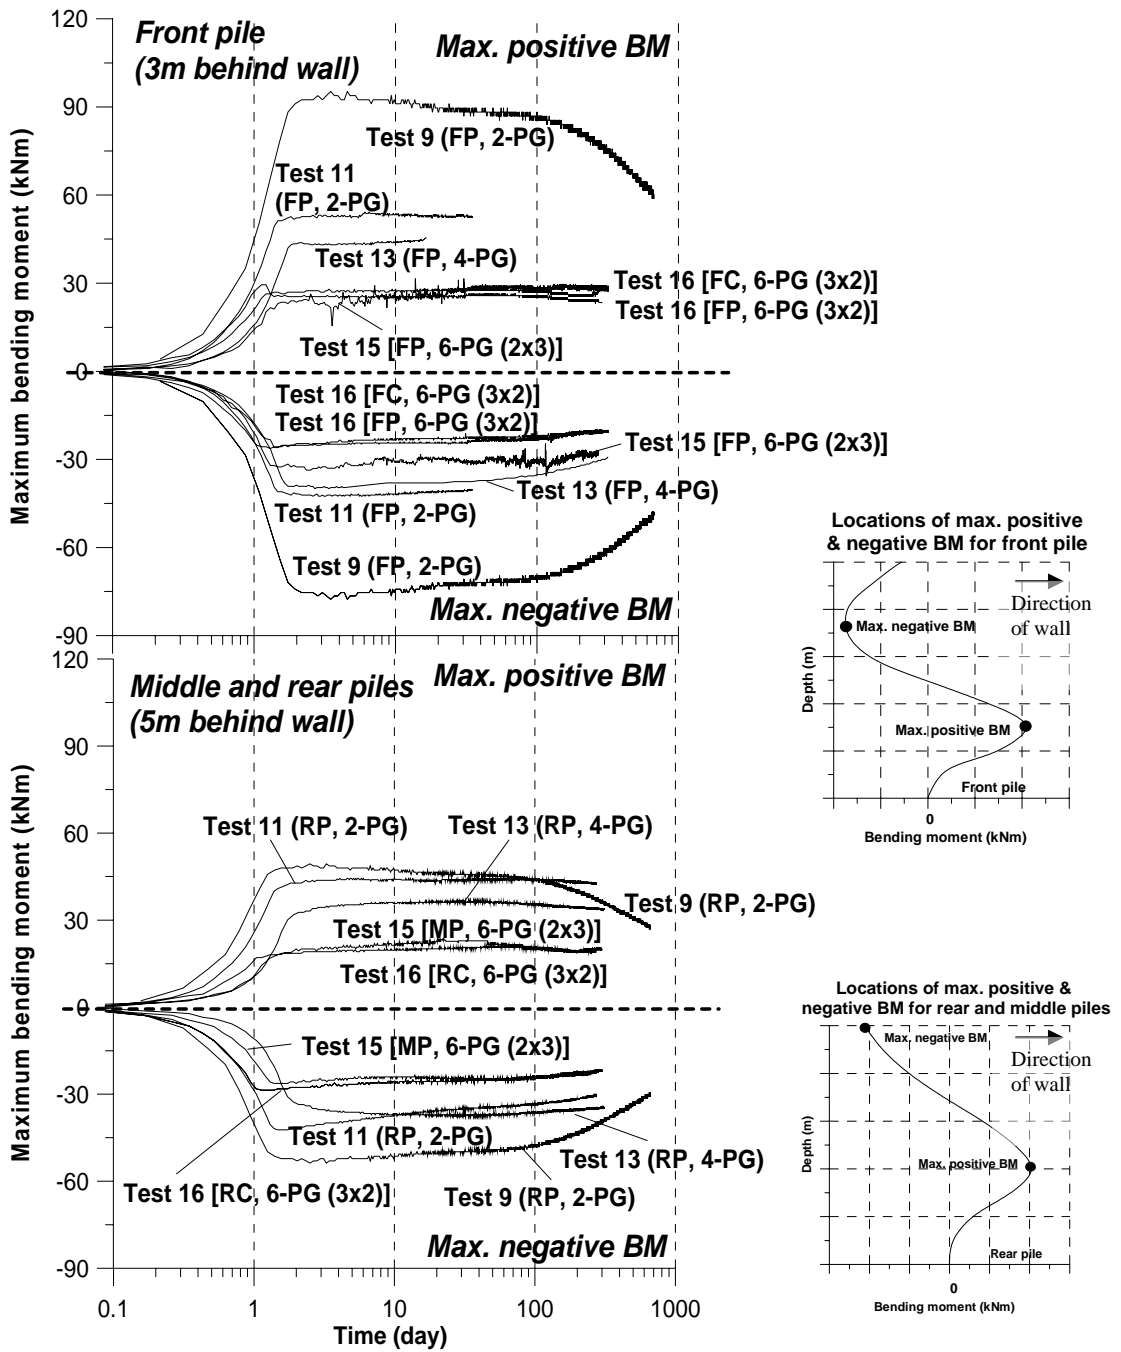 Maximum bending moment (kNm)
120
90
60
30
0
-30
-60
-90
Front pile
(3m behind wall)
Max. positive BM
Test 9 (FP, 2-PG)
Test 11
(FP, 2-PG)
Test 13 (FP, 4-PG)
Test 16 [FC, 6-PG (3x2)]
Test 16 [FP, 6-PG (3x2)]
Test 15 [FP, 6-PG (2x3)]
Test 16 [FC, 6-PG (3x2)]
Test 16 [FP, 6-PG (3x2)]
Test 15 [FP, 6-PG (2x3)]
Test 13 (FP, 4-PG)
Test 11 (FP, 2-PG)
Test 9 (FP, 2-PG)
Max. negative BM
Locations of max. positive
& negative BM for front pile
Direction
of wall
Max. negative BM
Depth (m)
Max. positive BM
Front pile
0
Bending moment (kNm)
Maximum bending moment (kNm)
120
90
60
30
0
-30
-60
-90
Middle and rear piles
(5m behind wall)
Max. positive BM
Test 11 (RP, 2-PG)
Test 13 (RP, 4-PG)
Test 9 (RP, 2-PG)
Test 15 [MP, 6-PG (2x3)]
Test 16 [RC, 6-PG (3x2)]
Test 15 [MP, 6-PG (2x3)]
Test 11 (RP, 2-PG)
Test 13 (RP, 4-PG)
Test 16 [RC, 6-PG (3x2)]
Test 9 (RP, 2-PG)
Max. negative BM
0.1
1
10
100
1000
Time (day)
Locations of max. positive &
negative BM for rear and middle piles
Max. negative BM
Direction
of wall
Depth (m)
Max. positive BM
Rear pile
0
Bending moment (kNm)